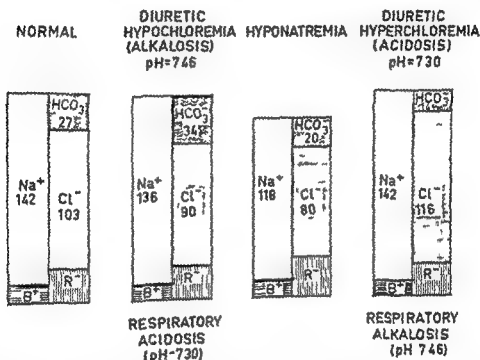 NORMAL
DIURETIC
HYPOCHLOREMIA
(ALKALOSIS)
pH=746
HYPONATREMIA
DIURETIC
HYPERCHLOREMIA
(ACIDOSIS)
pH=730
HCO3-
27
Na+
142
Cl-
103
B+
R-
HCO3-
34
Na+
136
Cl-
90
B+
R-
HCO3-
20
Na+
118
Cl-
80
B+
R-
HCO3-
Na+
142
Cl-
116
B+
R-
RESPIRATORY
ACIDOSIS
(pH=730)
RESPIRATORY
ALKALOSIS
(pH 746)